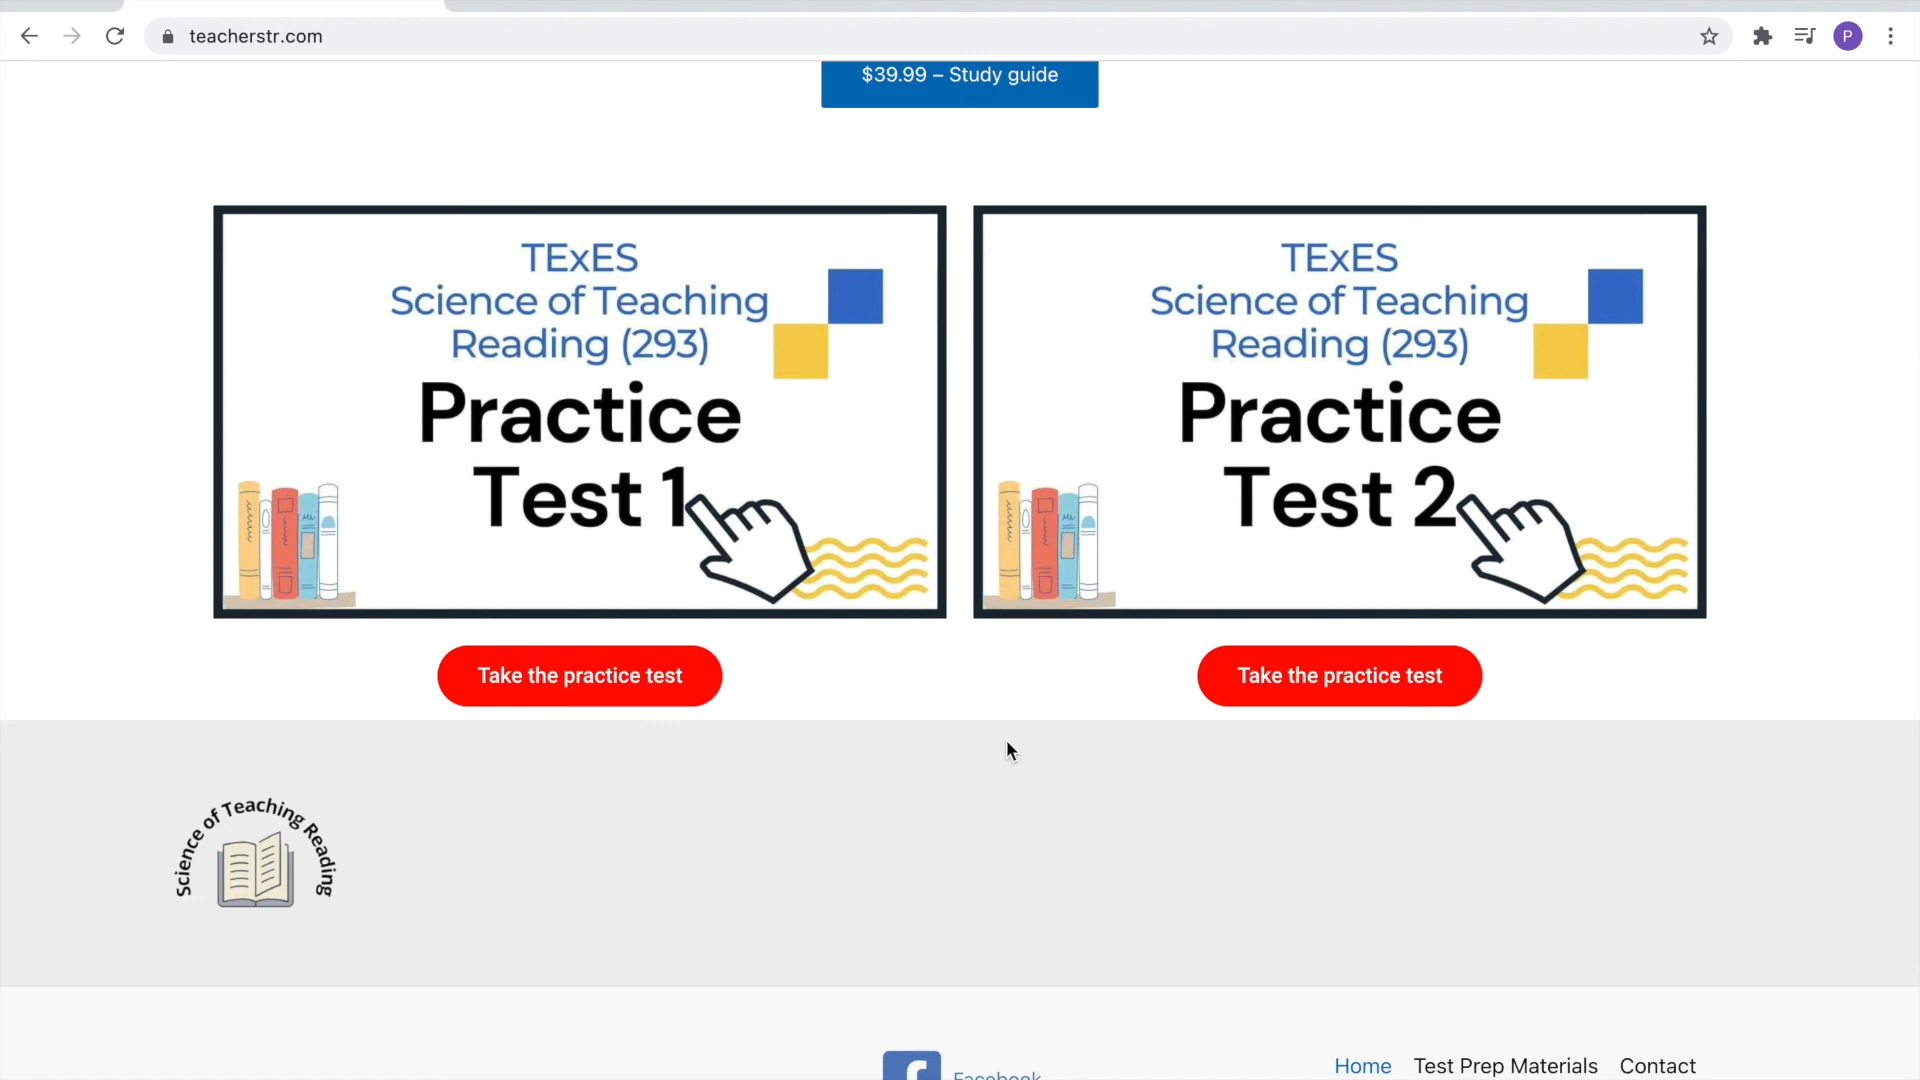 teacherstr.com
P
$39.99 – Study guide
TExES
Science of Teaching
Reading (293)
Practice
Test 1
TExES
Science of Teaching
Reading (293)
Practice
Test 2
Take the practice test
Take the practice test
Science of Teaching Reading
Facebook
Home
Test Prep Materials
Contact